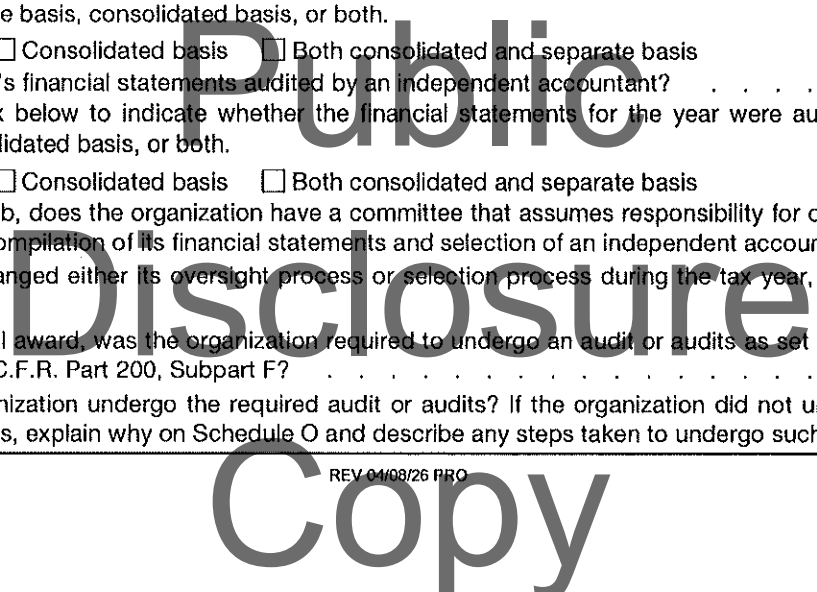 e basis, consolidated basis, or both.
Consolidated basis Both consolidated and separate basis
's financial statements audited by an independent accountant? . . . .
x below to indicate whether the financial statements for the year were au
lidated basis, or both.
Consolidated basis Both consolidated and separate basis
b, does the organization have a committee that assumes responsibility for o
ompilation of its financial statements and selection of an independent accoun
anged either its oversight process or selection process during the tax year,
l award, was the organization required to undergo an audit or audits as set
C.F.R. Part 200, Subpart F? . . . . . . . . . . . . . . . .
nization undergo the required audit or audits? If the organization did not u
s, explain why on Schedule O and describe any steps taken to undergo such
REV 04/08/26 PRO
Public
Disclosure
Copy